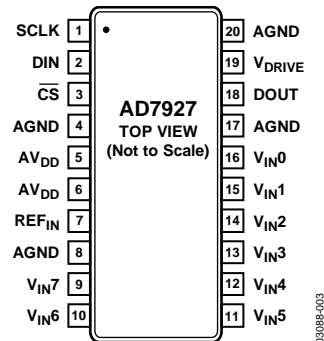 SCLK 1
DIN 2
CS 3
AGND 4
AVDD 5
AVDD 6
REFIN 7
AGND 8
VIN7 9
VIN6 10
AD7927
TOP VIEW
(Not to Scale)
20 AGND
19 VDRIVE
18 DOUT
17 AGND
16 VIN0
15 VIN1
14 VIN2
13 VIN3
12 VIN4
11 VIN5
03088-003